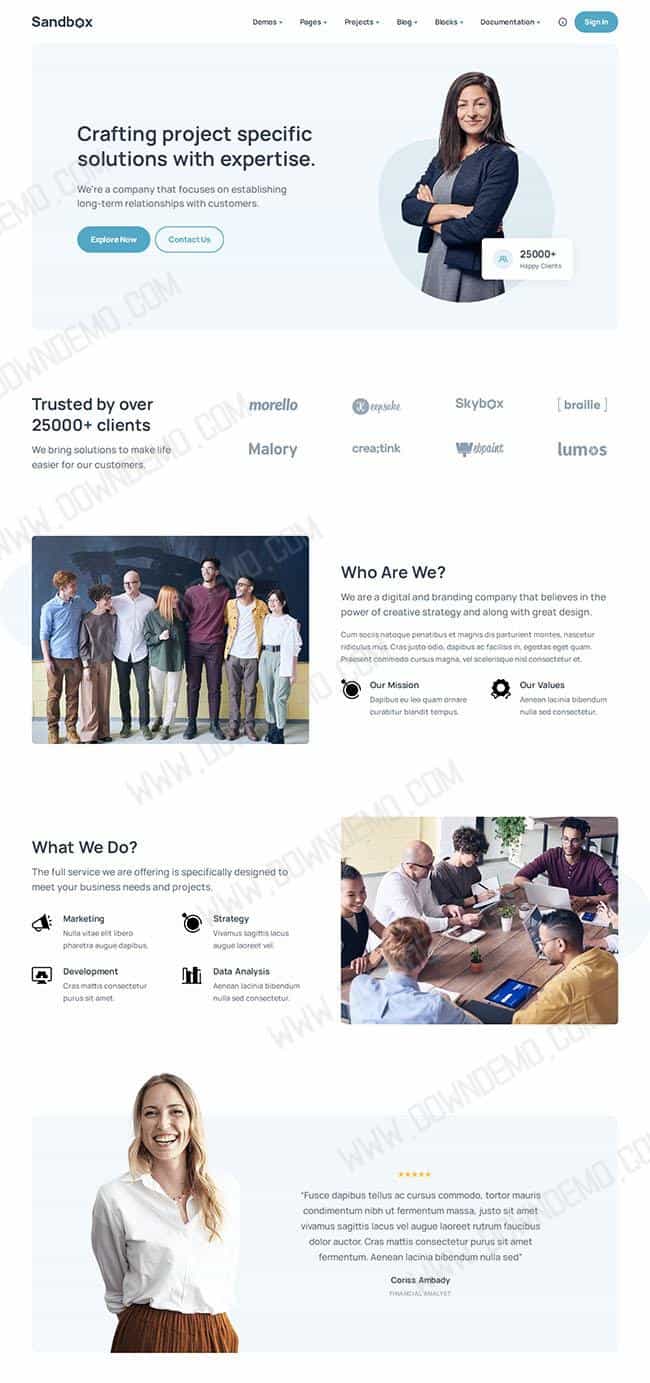 Sandbox
Demos Pages Projects Blog Blocks Documentation Sign In
Crafting project specific
solutions with expertise.
We're a company that focuses on establishing
long-term relationships with customers.
Explore Now Contact Us
25000+
Happy Clients
Trusted by over
25000+ clients
We bring solutions to make life
easier for our customers.
morello Keepsake Skybox [braille]
Malory crea;tink Webpaint lumos
Who Are We?
We are a digital and branding company that believes in the
power of creative strategy and along with great design.
Cum sociis natoque penatibus et magnis dis parturient montes, nascetur
ridiculus mus. Cras justo odio, dapibus ac facilisis in, egestas eget quam.
Praesent commodo cursus magna, vel scelerisque nisl consectetur et.
Our Mission
Dapibus eu leo quam ornare
curabitur blandit tempus.
Our Values
Aenean lacinia bibendum
nulla sed consectetur.
What We Do?
The full service we are offering is specifically designed to
meet your business needs and projects.
Marketing
Nulla vitae elit libero
pharetra augue dapibus.
Strategy
Vivamus sagittis lacus
augue laoreet vel.
Development
Cras mattis consectetur
purus sit amet.
Data Analysis
Aenean lacinia bibendum
nulla sed consectetur.
"Fusce dapibus tellus ac cursus commodo, tortor mauris
condimentum nibh ut fermentum massa, justo sit amet
vivamus sagittis lacus vel augue laoreet rutrum faucibus
dolor auctor. Cras mattis consectetur purus sit amet
fermentum. Aenean lacinia bibendum nulla sed"
Coriss Ambady
FINANCIAL ANALYST
WWW.DOWNDEMO.COM
WWW.DOWNDEMO.COM
WWW.DOWNDEMO.COM
WWW.DOWNDEMO.COM